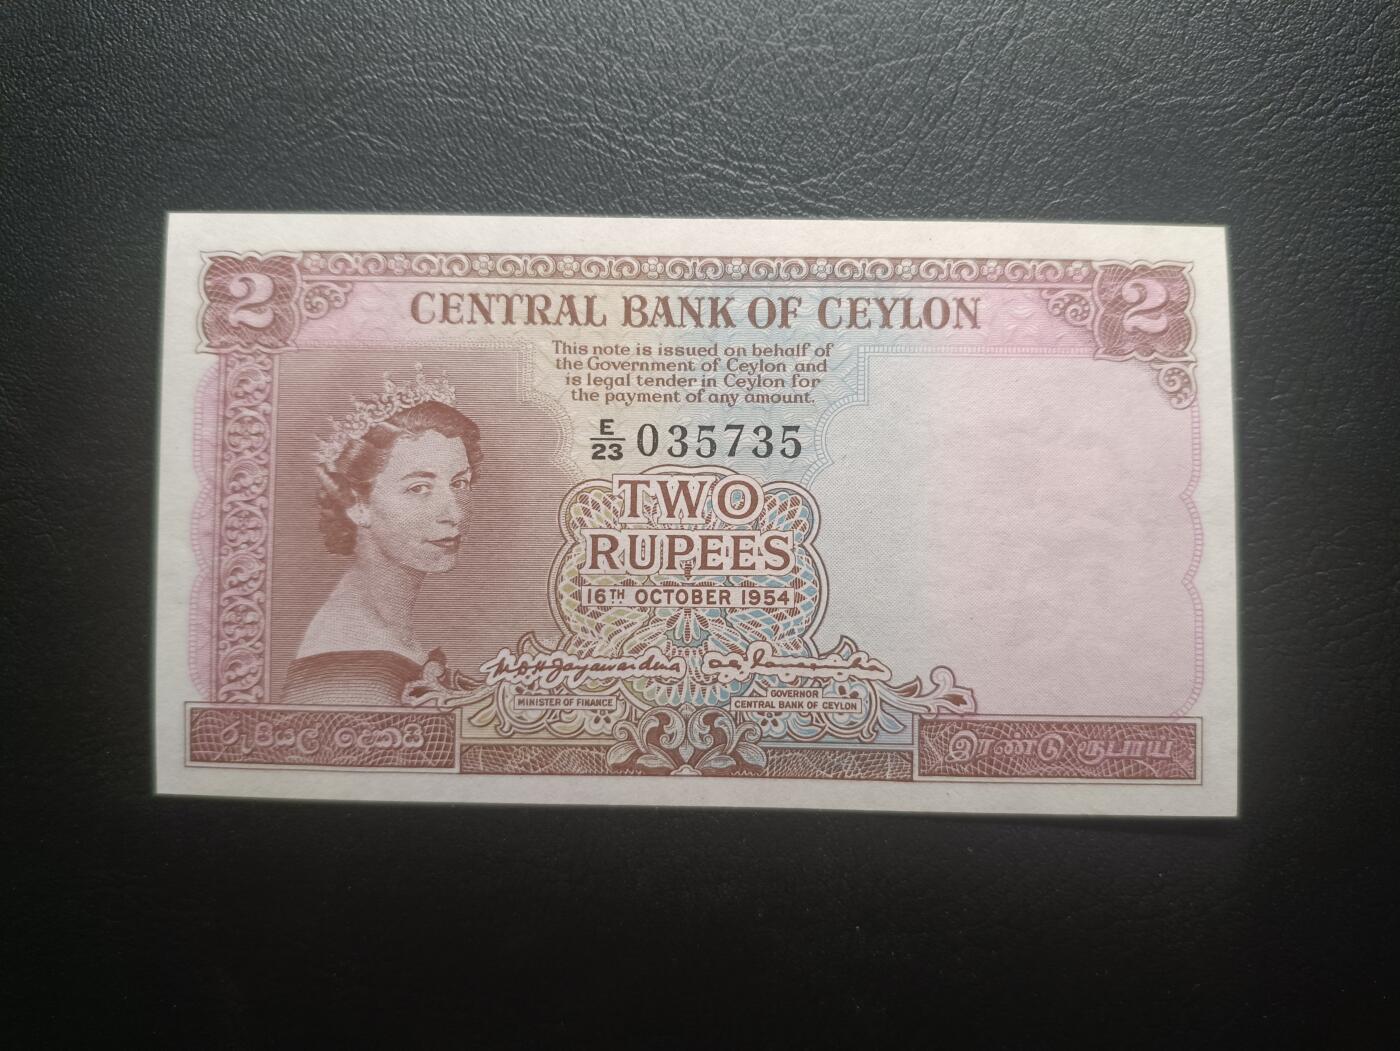 2 2
CENTRAL BANK OF CEYLON
This note is issued on behalf of
the Government of Ceylon and
is legal tender in Ceylon for
the payment of any amount.
E/23 035735
TWO
RUPEES
16TH OCTOBER 1954
M.D.H. Jayawardena
MINISTER OF FINANCE
GOVERNOR
CENTRAL BANK OF CEYLON
රුපියල් දෙකයි
இரண்டு ரூபாய்